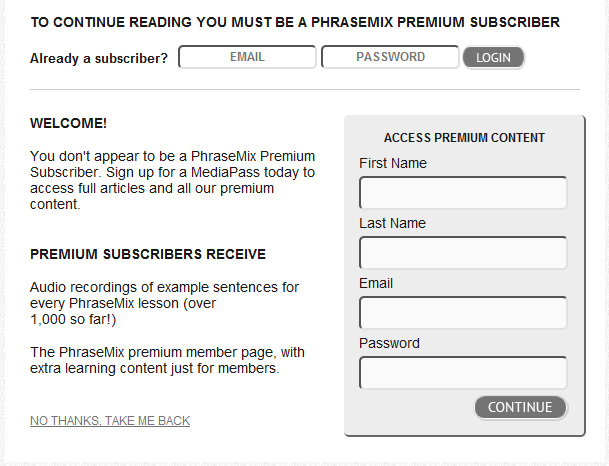 TO CONTINUE READING YOU MUST BE A PHRASEMIX PREMIUM SUBSCRIBER
Already a subscriber? EMAIL PASSWORD LOGIN
WELCOME!
You don't appear to be a PhraseMix Premium
Subscriber. Sign up for a MediaPass today to
access full articles and all our premium
content.
PREMIUM SUBSCRIBERS RECEIVE
Audio recordings of example sentences for
every PhraseMix lesson (over
1,000 so far!)
The PhraseMix premium member page, with
extra learning content just for members.
NO THANKS, TAKE ME BACK
ACCESS PREMIUM CONTENT
First Name
Last Name
Email
Password
CONTINUE